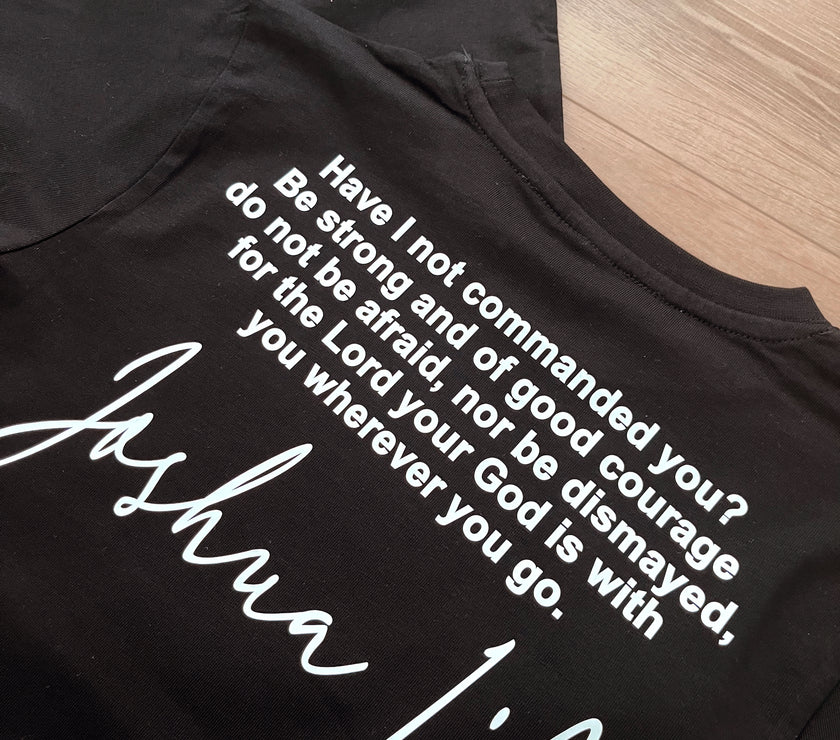 Have I not commanded you?
Be strong and of good courage
do not be afraid, nor be dismayed,
for the Lord your God is with
you wherever you go.
Joshua